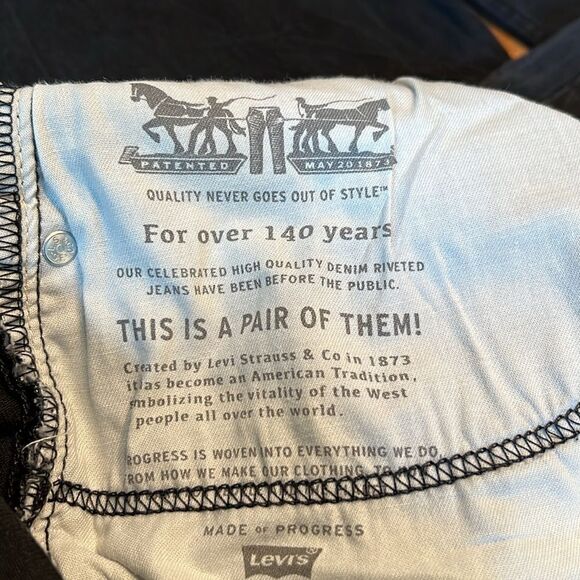 PATENTED MAY 20 1873
QUALITY NEVER GOES OUT OF STYLE™
For over 140 years
OUR CELEBRATED HIGH QUALITY DENIM RIVETED
JEANS HAVE BEEN BEFORE THE PUBLIC.
THIS IS A PAIR OF THEM!
Created by Levi Strauss & Co in 1873
it has become an American Tradition,
mbolizing the vitality of the West
people all over the world.
ROGRESS IS WOVEN INTO EVERYTHING WE DO,
FROM HOW WE MAKE OUR CLOTHING, TO
MADE OF PROGRESS
Levi's®